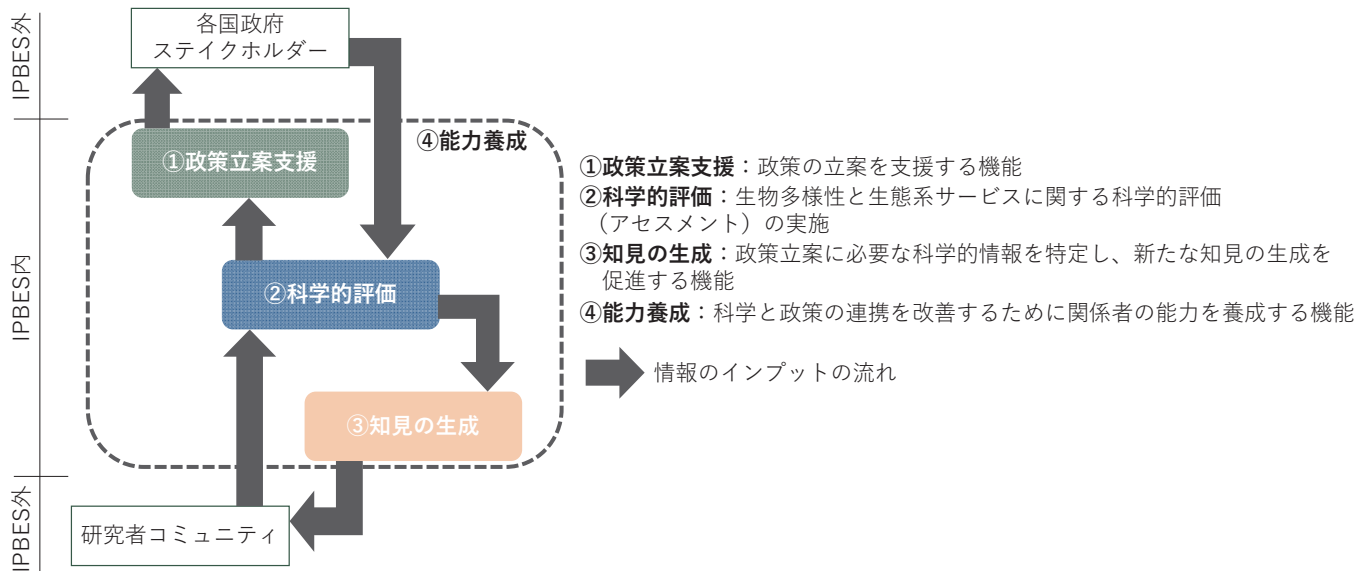 IPBES外
各国政府
ステイクホルダー
④能力養成
①政策立案支援
IPBES内
②科学的評価
③知見の生成
IPBES外
研究者コミュニティ
①政策立案支援：政策の立案を支援する機能
②科学的評価：生物多様性と生態系サービスに関する科学的評価
（アセスメント）の実施
③知見の生成：政策立案に必要な科学的情報を特定し、新たな知見の生成を
促進する機能
④能力養成：科学と政策の連携を改善するために関係者の能力を養成する機能
情報のインプットの流れ